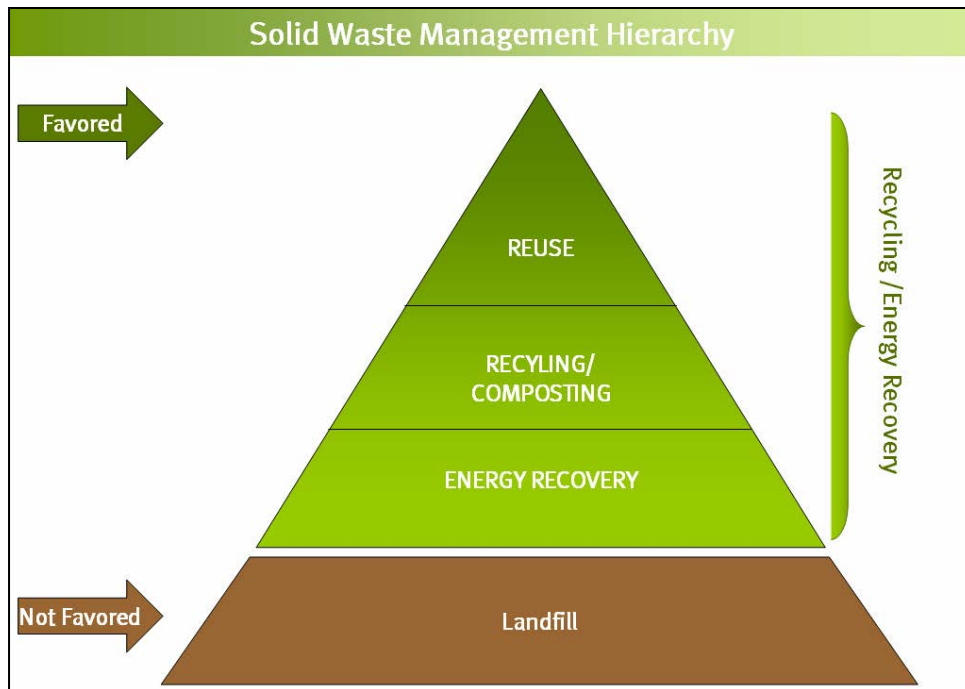 Solid Waste Management Hierarchy
Favored
REUSE
RECYLING/
COMPOSTING
ENERGY RECOVERY
Recycling /Energy Recovery
Not Favored
Landfill